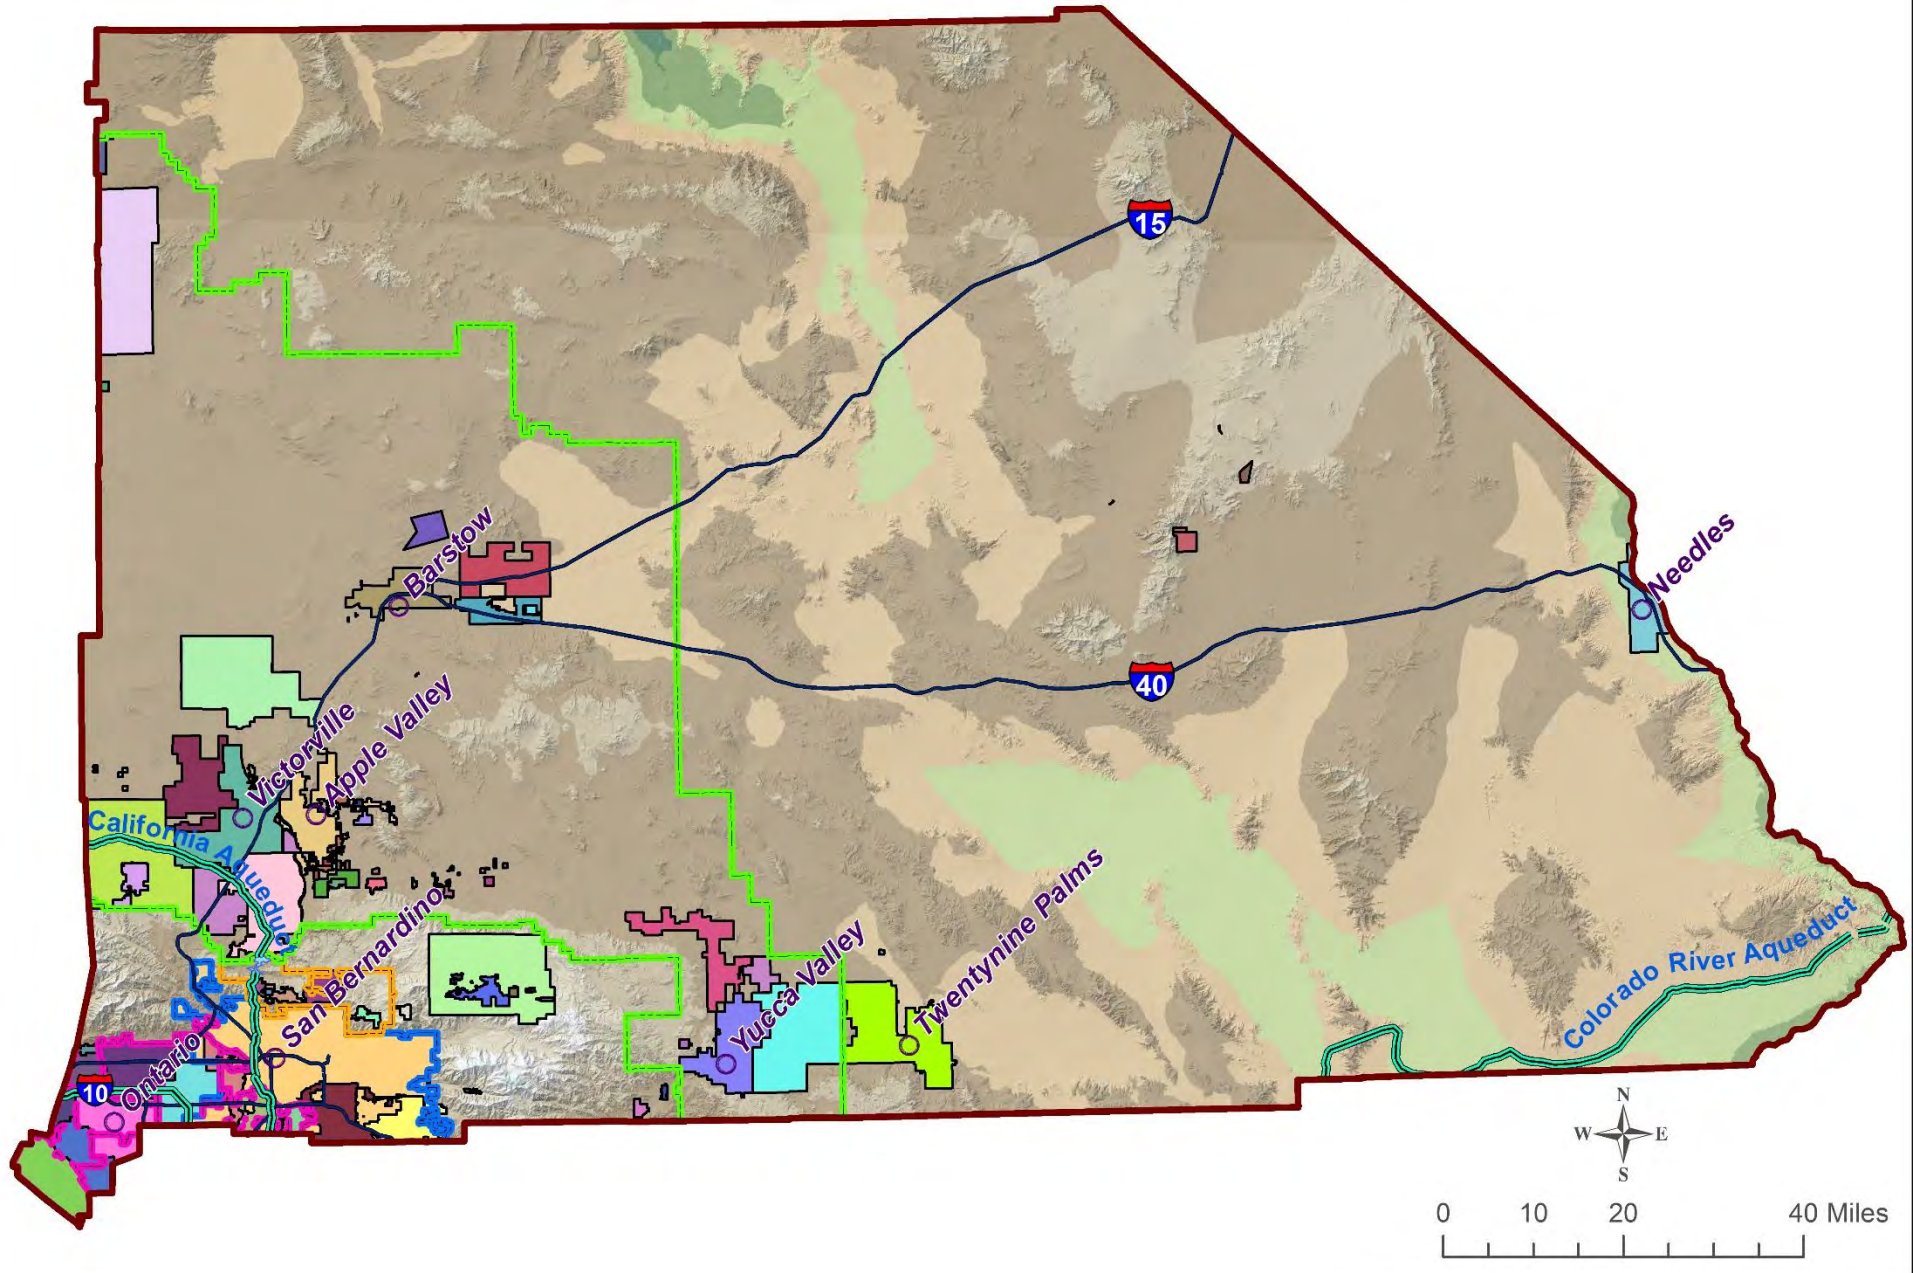 15
Barstow
Needles
40
Victorville
Apple Valley
California Aqueduct
San Bernardino
Yucca Valley
Twentynine Palms
Colorado River Aqueduct
10
Ontario
N
W E
S
0 10 20 40 Miles